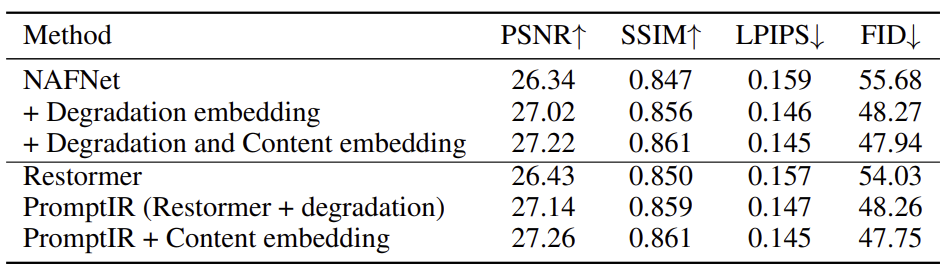 Method PSNR↑ SSIM↑ LPIPS↓ FID↓
NAFNet 26.34 0.847 0.159 55.68
+ Degradation embedding 27.02 0.856 0.146 48.27
+ Degradation and Content embedding 27.22 0.861 0.145 47.94
Restormer 26.43 0.850 0.157 54.03
PromptIR (Restormer + degradation) 27.14 0.859 0.147 48.26
PromptIR + Content embedding 27.26 0.861 0.145 47.75